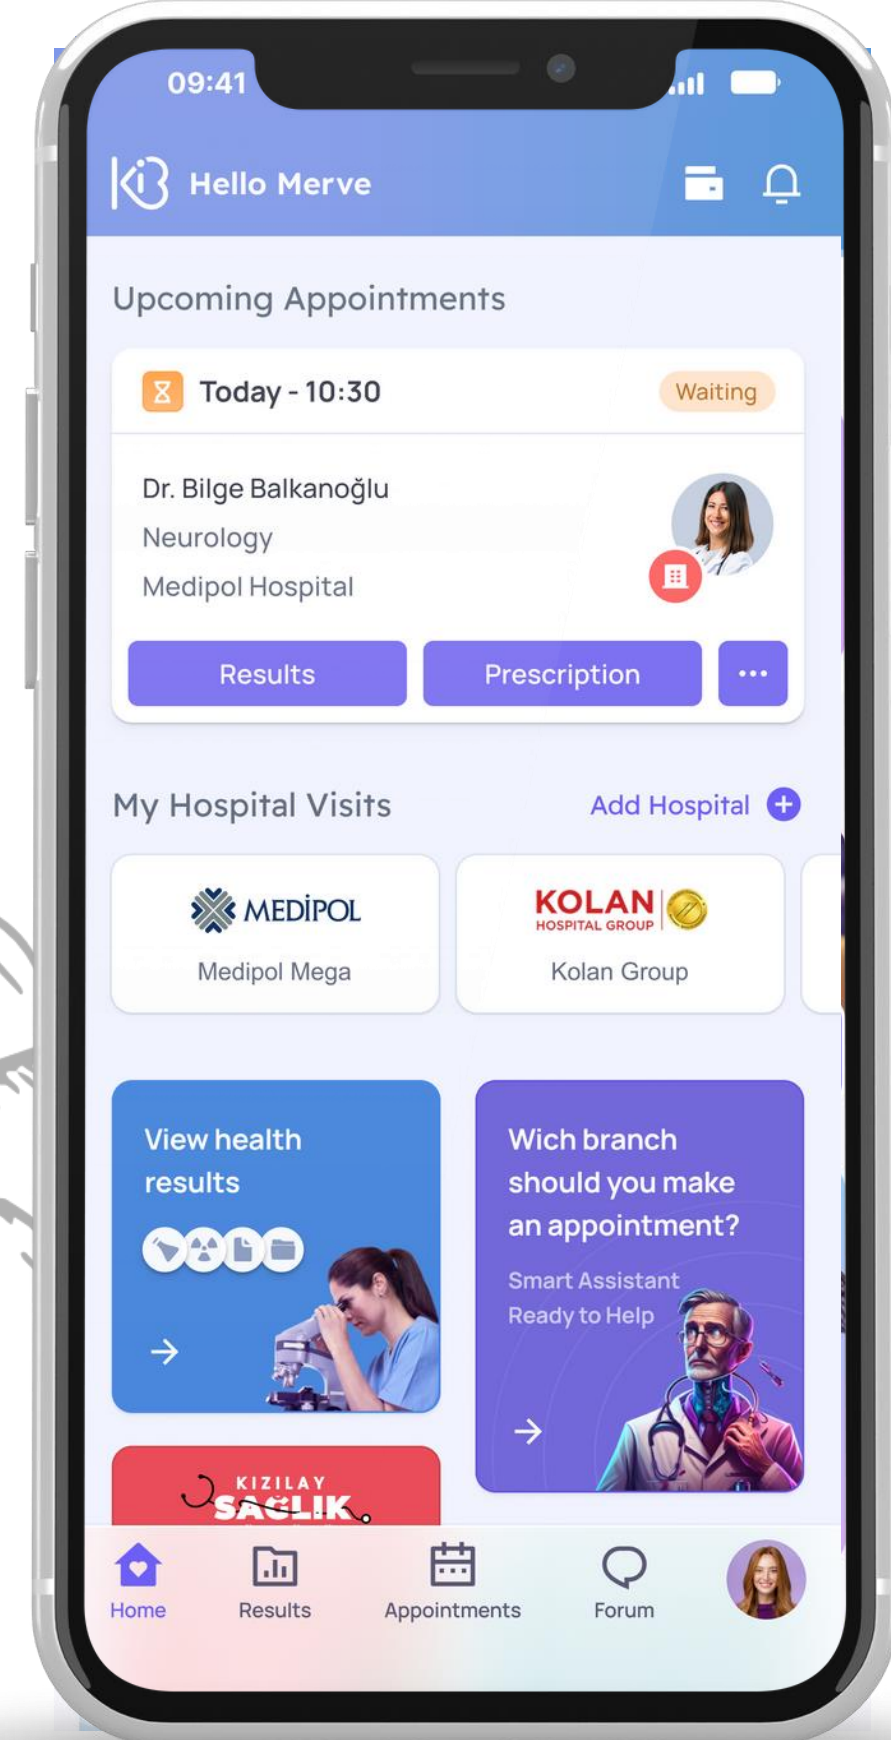 09:41
KiB Hello Merve
Upcoming Appointments
Today - 10:30
Waiting
Dr. Bilge Balkanoğlu
Neurology
Medipol Hospital
Results
Prescription
My Hospital Visits
Add Hospital
MEDİPOL
Medipol Mega
KOLAN
HOSPITAL GROUP
Kolan Group
View health
results
Wich branch
should you make
an appointment?
Smart Assistant
Ready to Help
KIZILAY
SAĞLIK
Home
Results
Appointments
Forum